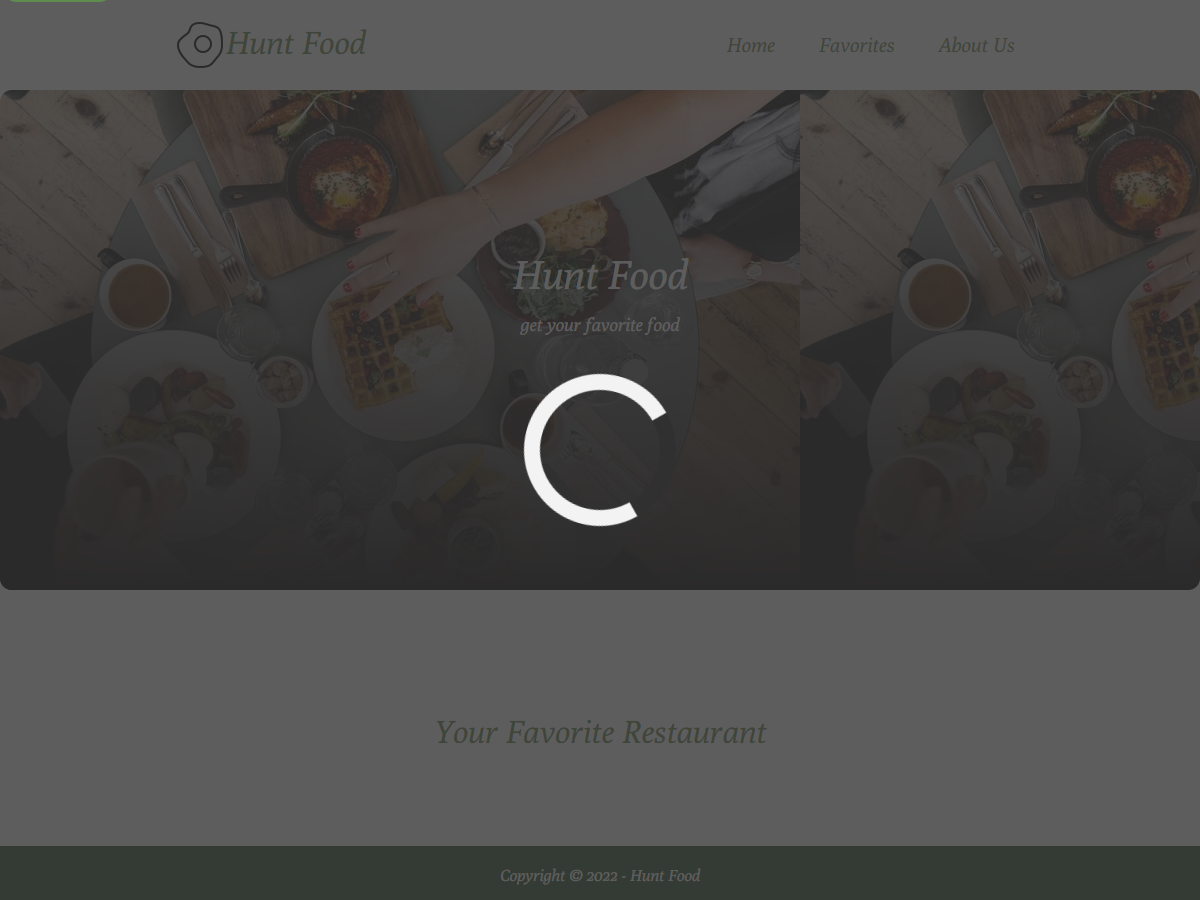 Hunt Food
Home
Favorites
About Us
Hunt Food
get your favorite food
Your Favorite Restaurant
Copyright © 2022 - Hunt Food